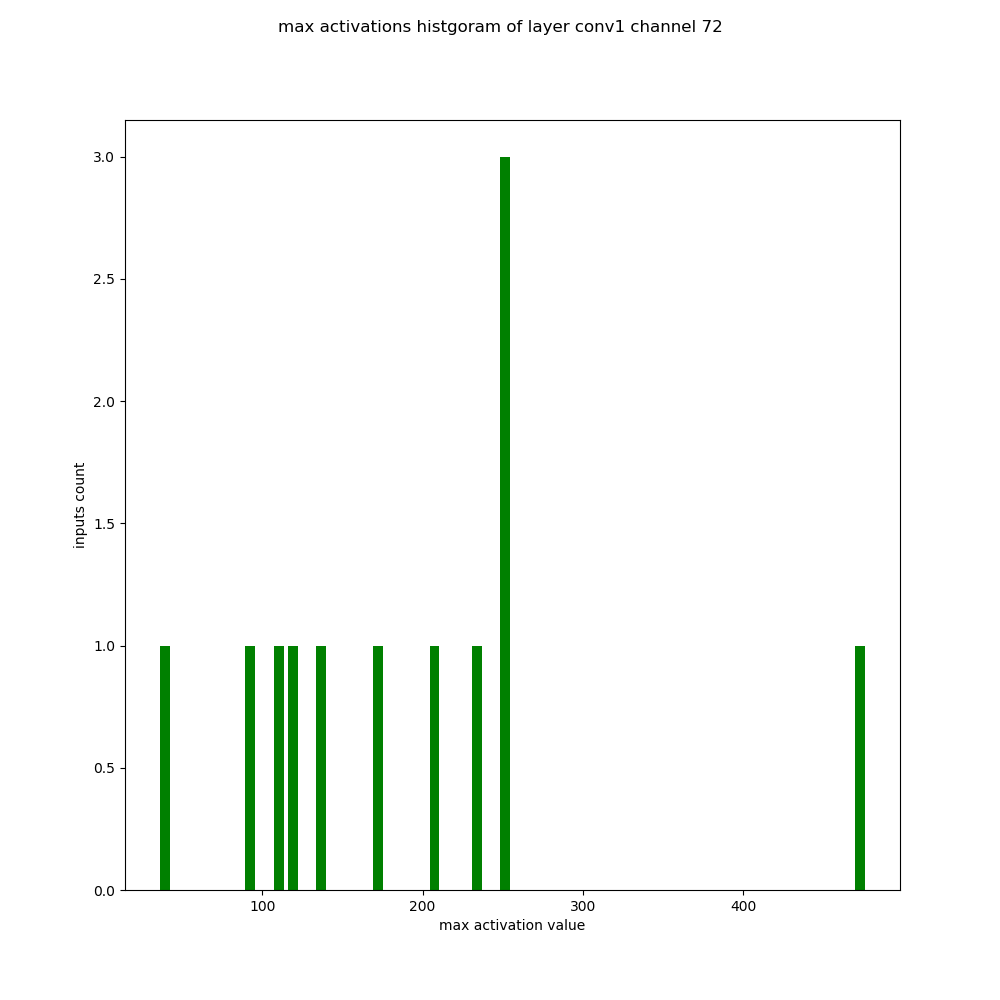 max activations histgoram of layer conv1 channel 72
3.0
2.5
2.0
1.5
1.0
0.5
0.0
inputs count
100 200 300 400
max activation value